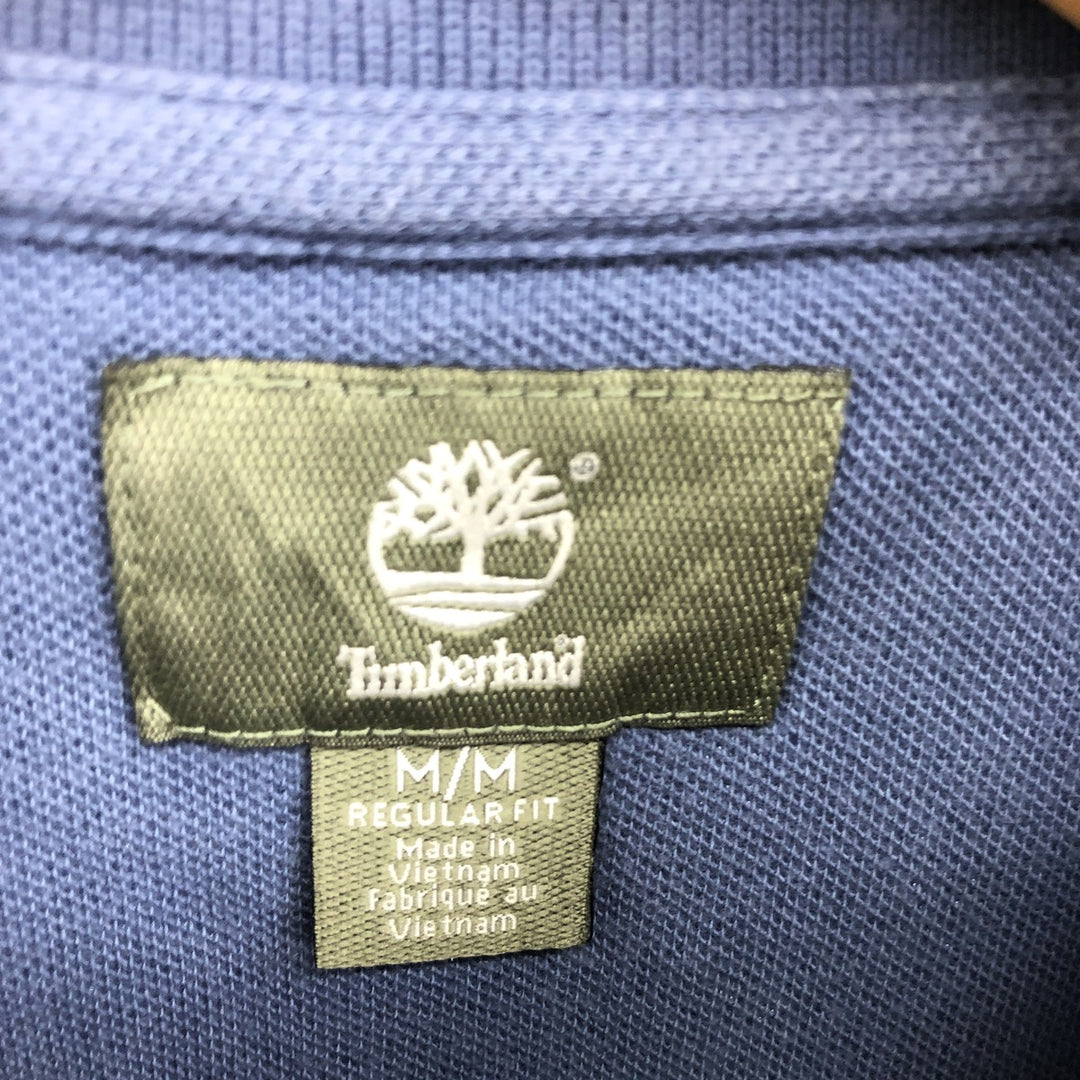 Timberland®
M/M
REGULAR FIT
Made in
Vietnam
Fabriqué au
Vietnam